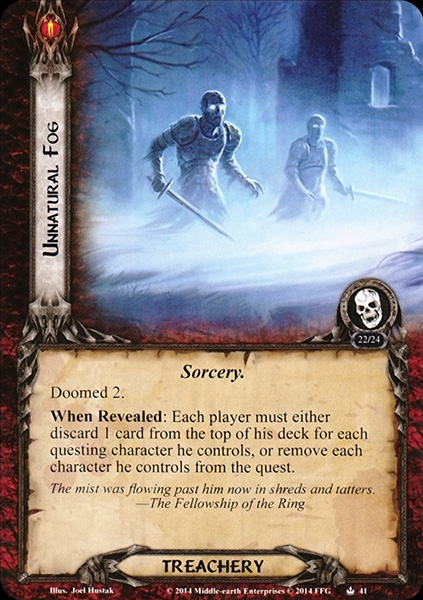 Unnatural Fog
22/24
Sorcery.
Doomed 2.
When Revealed: Each player must either
discard 1 card from the top of his deck for each
questing character he controls, or remove each
character he controls from the quest.
The mist was flowing past him now in shreds and tatters.
—The Fellowship of the Ring
TREACHERY
Illus. Joel Hustak © 2014 Middle-earth Enterprises © 2014 FFG 41